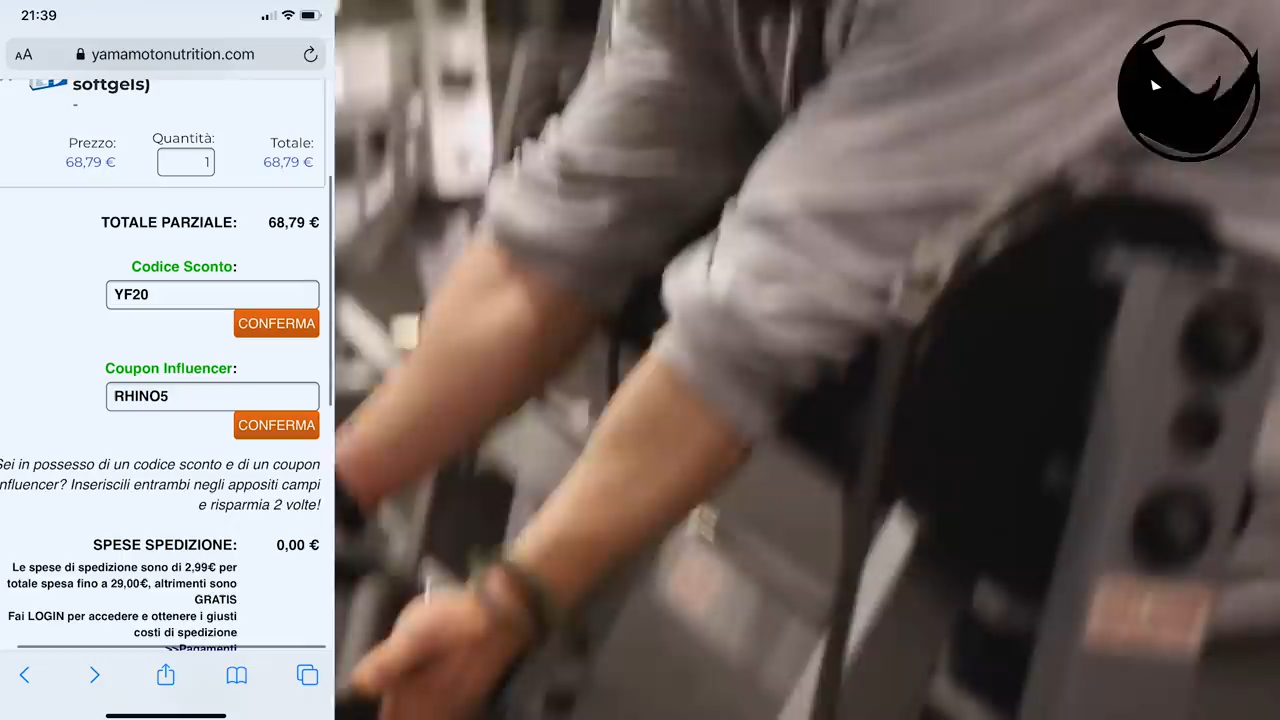 21:39
AA yamamotonutrition.com
softgels)
-
Prezzo: Quantità: Totale:
68,79 € 1 68,79 €
TOTALE PARZIALE: 68,79 €
Codice Sconto:
YF20
CONFERMA
Coupon Influencer:
RHINO5
CONFERMA
Sei in possesso di un codice sconto e di un coupon
nfluencer? Inseriscili entrambi negli appositi campi
e risparmia 2 volte!
SPESE SPEDIZIONE: 0,00 €
Le spese di spedizione sono di 2,99€ per
totale spesa fino a 29,00€, altrimenti sono
GRATIS
Fai LOGIN per accedere e ottenere i giusti
costi di spedizione
>>Pagamenti